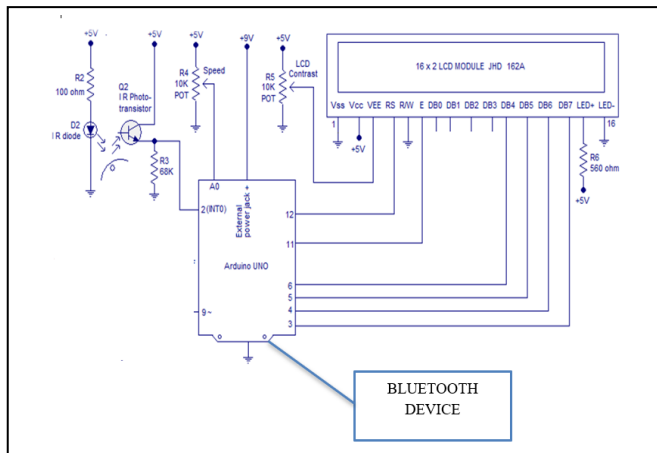 +5V
+5V
+5V
+9V
+5V
R2
100 ohm
D2
IR diode
Q2
IR Photo-
transistor
R3
68K
R4
10K
POT
Speed
R5
10K
POT
LCD
Contrast
16 x 2 LCD MODULE JHD 162A
Vss Vcc VEE RS R/W E DB0 DB1 DB2 DB3 DB4 DB5 DB6 DB7 LED+ LED-
1
16
+5V
R6
560 ohm
+5V
A0
2(INT0)
External
power jack +
12
11
Arduino UNO
6
5
4
3
9~
BLUETOOTH
DEVICE